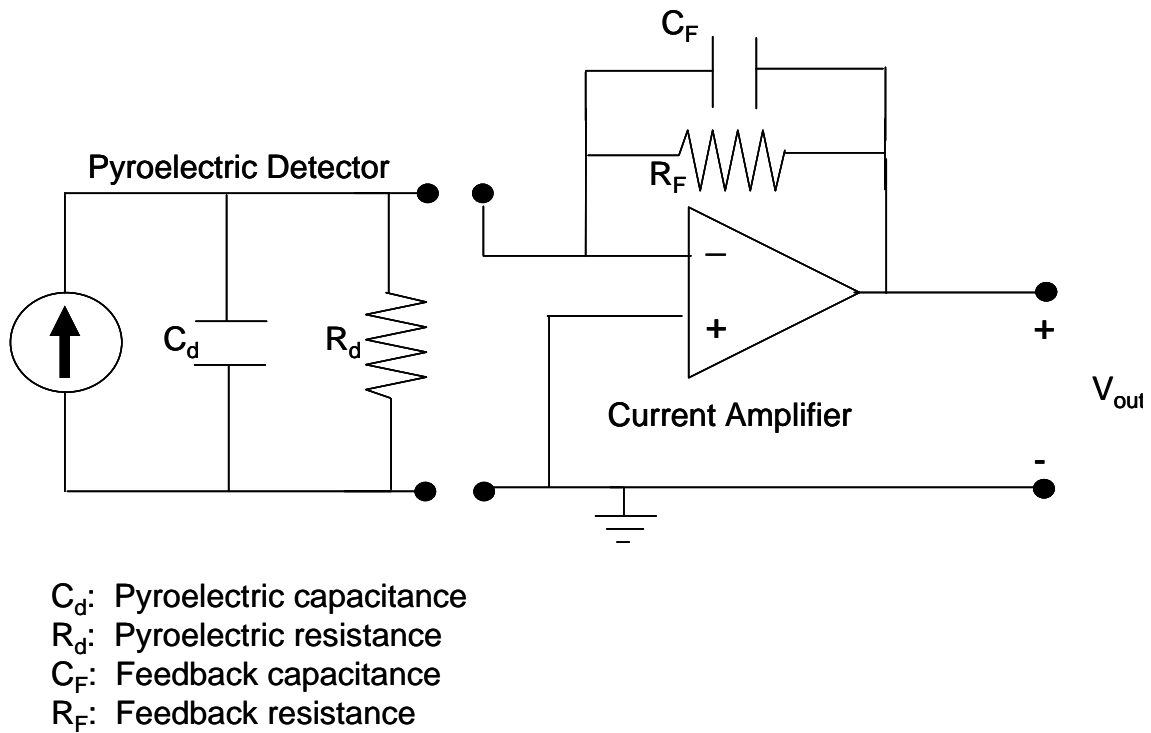 C_F
Pyroelectric Detector
R_F
−
+
C_d
R_d
Current Amplifier
+
V_out
-
C_d: Pyroelectric capacitance
R_d: Pyroelectric resistance
C_F: Feedback capacitance
R_F: Feedback resistance